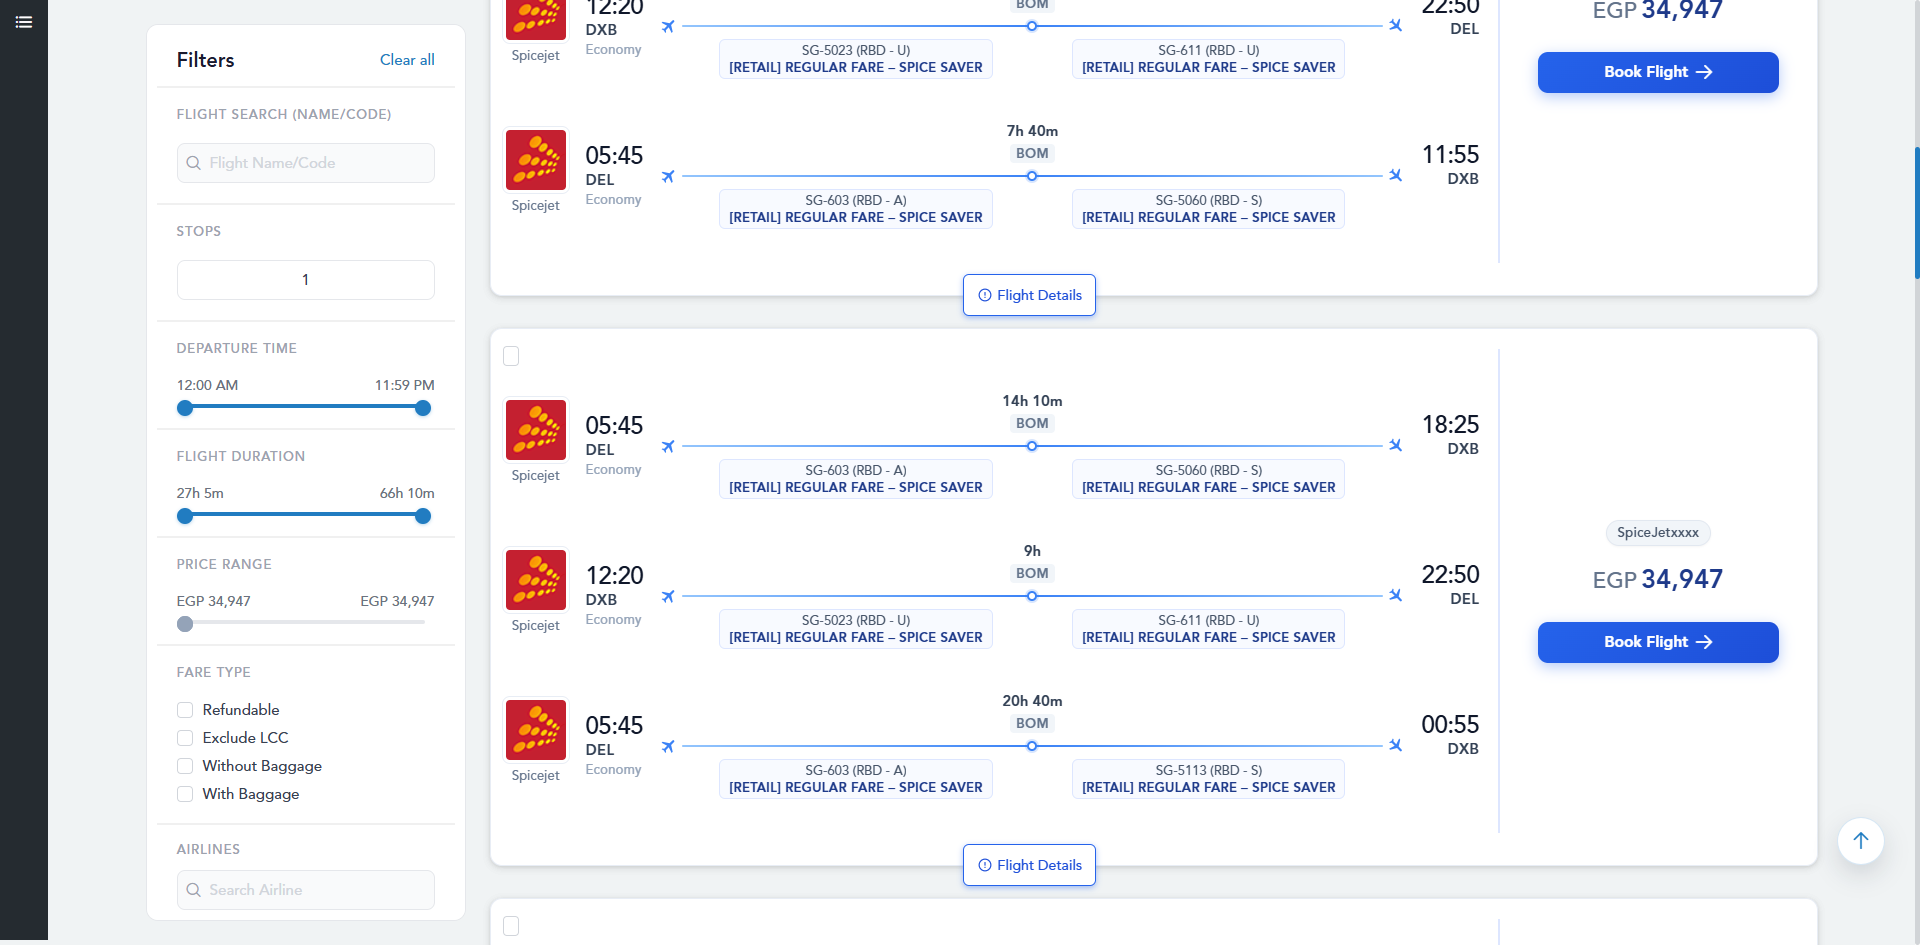 Filters
Clear all
FLIGHT SEARCH (NAME/CODE)
Flight Name/Code
STOPS
1
DEPARTURE TIME
12:00 AM
11:59 PM
FLIGHT DURATION
27h 5m
66h 10m
PRICE RANGE
EGP 34,947
EGP 34,947
FARE TYPE
Refundable
Exclude LCC
Without Baggage
With Baggage
AIRLINES
Search Airline
Spicejet
12:20
DXB
Economy
BOM
SG-5023 (RBD - U)
[RETAIL] REGULAR FARE – SPICE SAVER
SG-611 (RBD - U)
[RETAIL] REGULAR FARE – SPICE SAVER
22:50
DEL
Spicejet
05:45
DEL
Economy
7h 40m
BOM
SG-603 (RBD - A)
[RETAIL] REGULAR FARE – SPICE SAVER
SG-5060 (RBD - S)
[RETAIL] REGULAR FARE – SPICE SAVER
11:55
DXB
EGP 34,947
Book Flight
Flight Details
Spicejet
05:45
DEL
Economy
14h 10m
BOM
SG-603 (RBD - A)
[RETAIL] REGULAR FARE – SPICE SAVER
SG-5060 (RBD - S)
[RETAIL] REGULAR FARE – SPICE SAVER
18:25
DXB
Spicejet
12:20
DXB
Economy
9h
BOM
SG-5023 (RBD - U)
[RETAIL] REGULAR FARE – SPICE SAVER
SG-611 (RBD - U)
[RETAIL] REGULAR FARE – SPICE SAVER
22:50
DEL
Spicejet
05:45
DEL
Economy
20h 40m
BOM
SG-603 (RBD - A)
[RETAIL] REGULAR FARE – SPICE SAVER
SG-5113 (RBD - S)
[RETAIL] REGULAR FARE – SPICE SAVER
00:55
DXB
SpiceJetxxxx
EGP 34,947
Book Flight
Flight Details